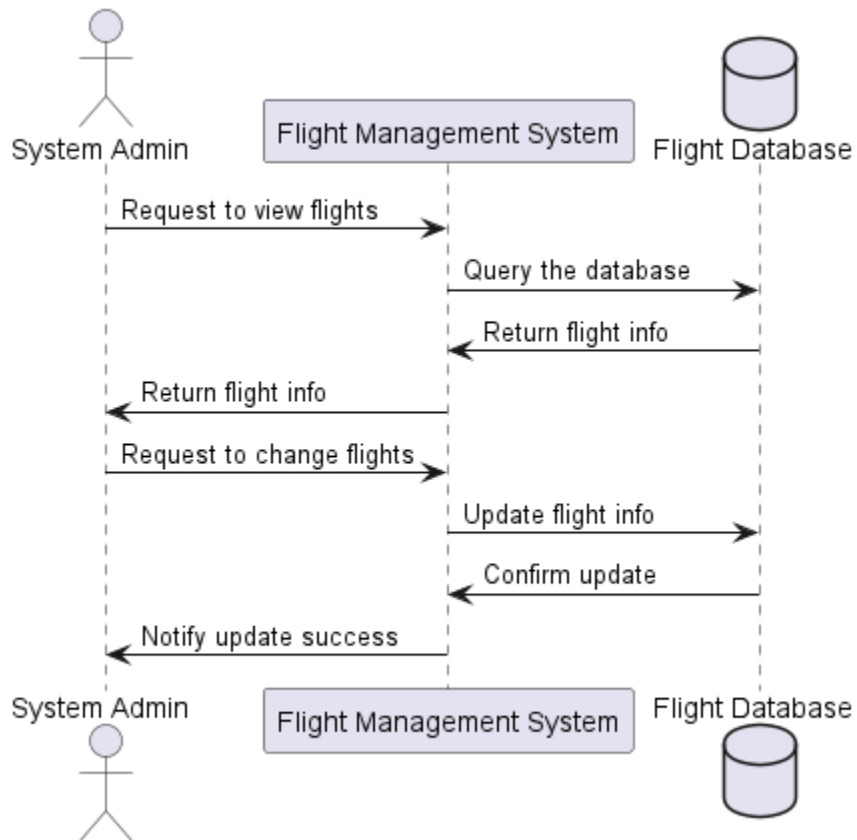 System Admin
Flight Management System
Flight Database
Request to view flights
Query the database
Return flight info
Return flight info
Request to change flights
Update flight info
Confirm update
Notify update success
System Admin
Flight Management System
Flight Database